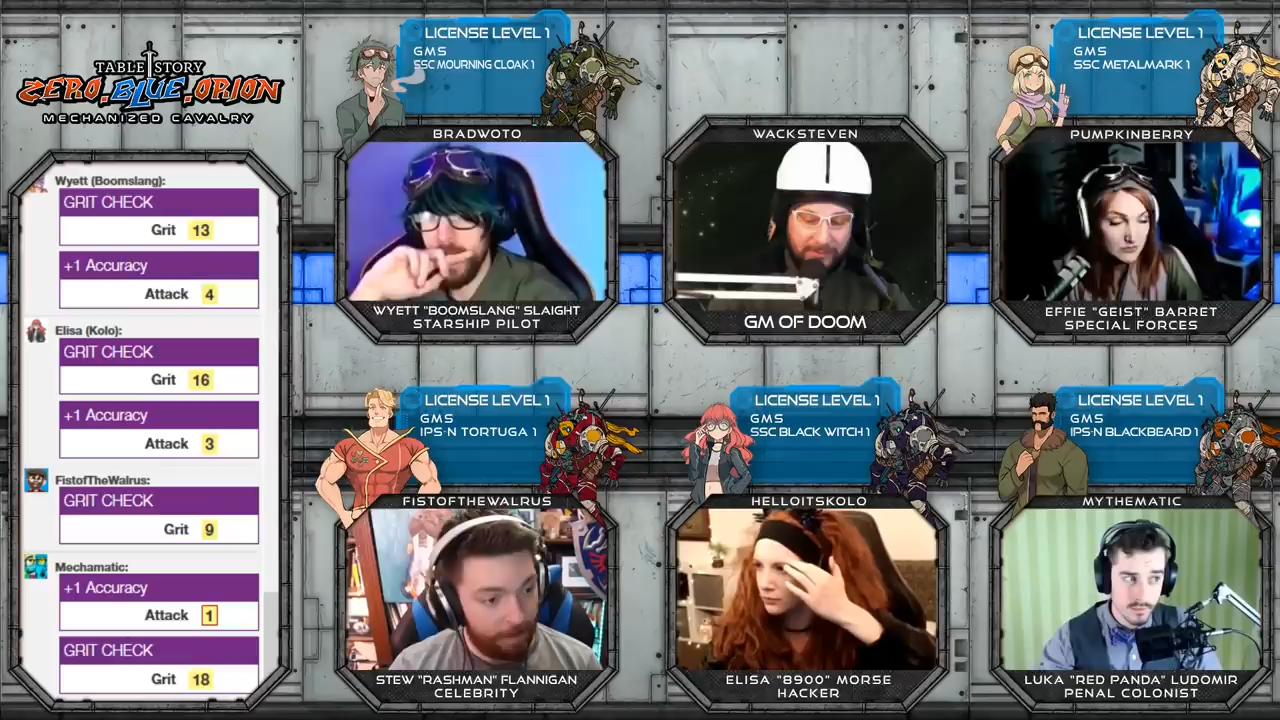 TABLE STORY
ZERO.BLUE.ORION
MECHANIZED CAVALRY
Wyett (Boomslang):
GRIT CHECK
Grit 13
+1 Accuracy
Attack 4
Elisa (Kolo):
GRIT CHECK
Grit 16
+1 Accuracy
Attack 3
FistofTheWalrus:
GRIT CHECK
Grit 9
Mechamatic:
+1 Accuracy
Attack 1
GRIT CHECK
Grit 18
LICENSE LEVEL 1
GMS
SSC MOURNING CLOAK 1
BRADWOTO
WYETT "BOOMSLANG" SLAIGHT
STARSHIP PILOT
WACKSTEVEN
GM OF DOOM
LICENSE LEVEL 1
GMS
SSC METALMARK 1
PUMPKINBERRY
EFFIE "GEIST" BARRET
SPECIAL FORCES
LICENSE LEVEL 1
GMS
IPS-N TORTUGA 1
FISTOFTHEWALRUS
STEW "RASHMAN" FLANNIGAN
CELEBRITY
LICENSE LEVEL 1
GMS
SSC BLACK WITCH 1
HELLOITSKOLO
ELISA "B900" MORSE
HACKER
LICENSE LEVEL 1
GMS
IPS-N BLACKBEARD 1
MYTHEMATIC
LUKA "RED PANDA" LUDOMIR
PENAL COLONIST